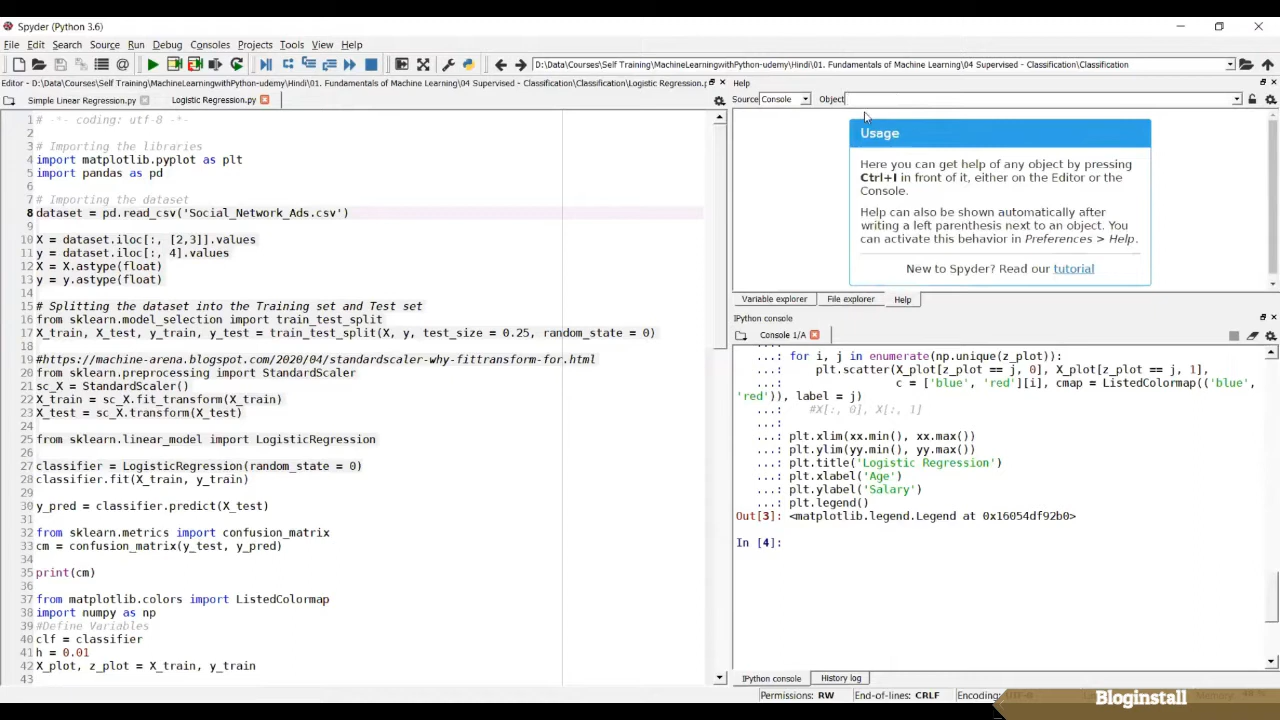 Spyder (Python 3.6)
File Edit Search Source Run Debug Consoles Projects Tools View Help
D:\Data\Courses\Self Training\MachineLearningwithPython-udemy\Hindi\01. Fundamentals of Machine Learning\04 Supervised - Classification\Classification
Editor - D:\Data\Courses\Self Training\MachineLearningwithPython-udemy\Hindi\01. Fundamentals of Machine Learning\04 Supervised - Classification\Classification\Logistic Regression.py
Simple Linear Regression.py
Logistic Regression.py
1 # -*- coding: utf-8 -*-
2
3 # Importing the libraries
4 import matplotlib.pyplot as plt
5 import pandas as pd
6
7 # Importing the dataset
8 dataset = pd.read_csv('Social_Network_Ads.csv')
9
10 X = dataset.iloc[:, [2,3]].values
11 y = dataset.iloc[:, 4].values
12 X = X.astype(float)
13 y = y.astype(float)
14
15 # Splitting the dataset into the Training set and Test set
16 from sklearn.model_selection import train_test_split
17 X_train, X_test, y_train, y_test = train_test_split(X, y, test_size = 0.25, random_state = 0)
18
19 #https://machine-arena.blogspot.com/2020/04/standardscaler-why-fittransform-for.html
20 from sklearn.preprocessing import StandardScaler
21 sc_X = StandardScaler()
22 X_train = sc_X.fit_transform(X_train)
23 X_test = sc_X.transform(X_test)
24
25 from sklearn.linear_model import LogisticRegression
26
27 classifier = LogisticRegression(random_state = 0)
28 classifier.fit(X_train, y_train)
29
30 y_pred = classifier.predict(X_test)
31
32 from sklearn.metrics import confusion_matrix
33 cm = confusion_matrix(y_test, y_pred)
34
35 print(cm)
36
37 from matplotlib.colors import ListedColormap
38 import numpy as np
39 #Define Variables
40 clf = classifier
41 h = 0.01
42 X_plot, z_plot = X_train, y_train
43
Help
Source Console Object
Usage
Here you can get help of any object by pressing
Ctrl+I in front of it, either on the Editor or the
Console.
Help can also be shown automatically after
writing a left parenthesis next to an object. You
can activate this behavior in Preferences > Help.
New to Spyder? Read our tutorial
Variable explorer File explorer Help
IPython console
Console 1/A
...: for i, j in enumerate(np.unique(z_plot)):
...: plt.scatter(X_plot[z_plot == j, 0], X_plot[z_plot == j, 1],
...: c = ['blue', 'red'][i], cmap = ListedColormap(('blue',
'red')), label = j)
...: #X[:, 0], X[:, 1]
...:
...: plt.xlim(xx.min(), xx.max())
...: plt.ylim(yy.min(), yy.max())
...: plt.title('Logistic Regression')
...: plt.xlabel('Age')
...: plt.ylabel('Salary')
...: plt.legend()
Out[3]: <matplotlib.legend.Legend at 0x16054df92b0>
In [4]:
IPython console History log
Permissions: RW End-of-lines: CRLF Encoding:
Bloginstall